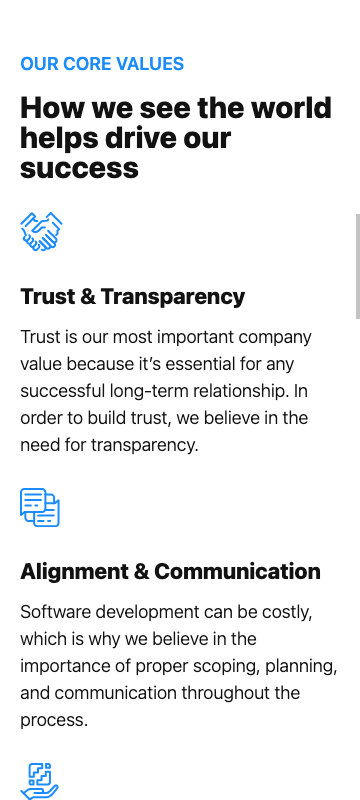 OUR CORE VALUES
How we see the world
helps drive our
success
Trust & Transparency
Trust is our most important company
value because it’s essential for any
successful long-term relationship. In
order to build trust, we believe in the
need for transparency.
Alignment & Communication
Software development can be costly,
which is why we believe in the
importance of proper scoping, planning,
and communication throughout the
process.